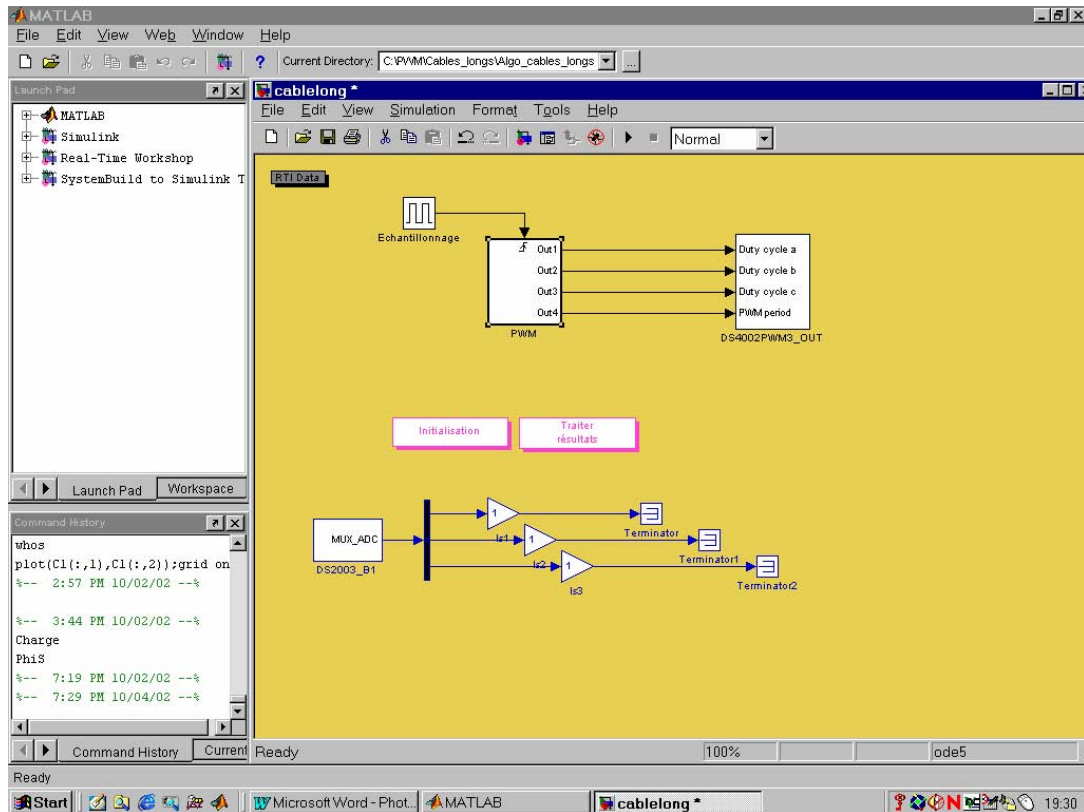 MATLAB
File Edit View Web Window Help
? Current Directory: C:\PWM\Cables_longs\Algo_cables_longs ...
Launch Pad
MATLAB
Simulink
Real-Time Workshop
SystemBuild to Simulink T
Launch Pad Workspace
Command History
whos
plot(C1(:,1),C1(:,2));grid on
%-- 2:57 PM 10/02/02 --%
%-- 3:44 PM 10/02/02 --%
Charge
PhiS
%-- 7:19 PM 10/02/02 --%
%-- 7:29 PM 10/04/02 --%
Command History Current
cablelong *
File Edit View Simulation Format Tools Help
Normal
RTI Data
Echantillonnage
Out1
Out2
Out3
Out4
PWM
Duty cycle a
Duty cycle b
Duty cycle c
PWM period
DS4002PWM3_OUT
Initialisation
Traiter
résultats
MUX_ADC
DS2003_B1
1
Is1
1
Is2
1
Is3
Terminator
Terminator1
Terminator2
Ready 100% ode5
Ready
Start Microsoft Word - Phot... MATLAB cablelong * 19:30